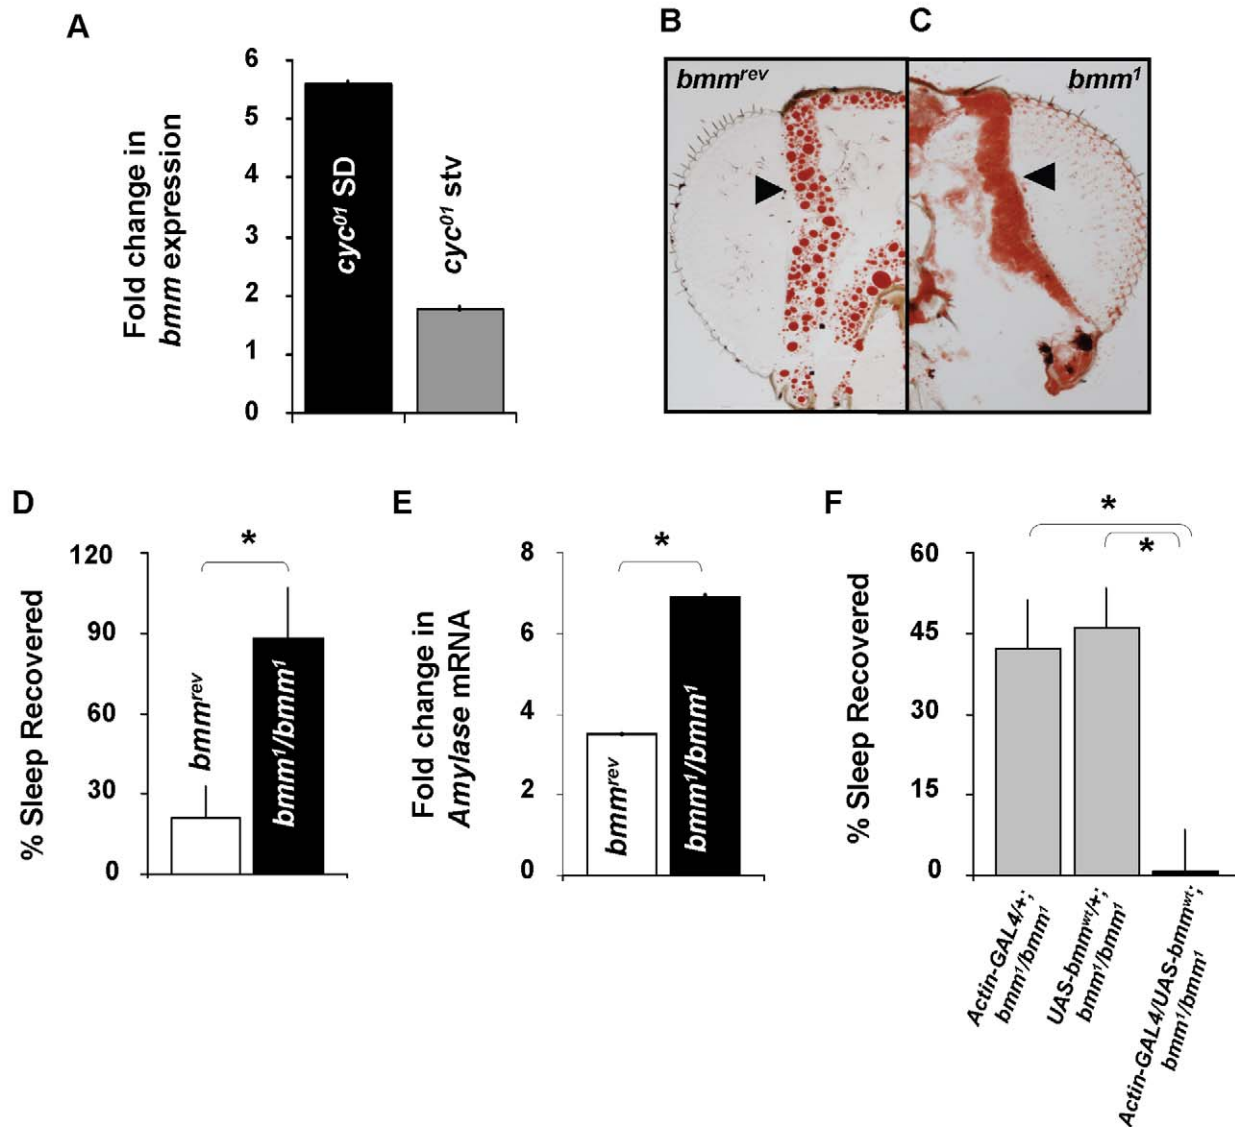 A
Fold change in
bmm expression
6
5
4
3
2
1
0
cyc⁰¹ SD
cyc⁰¹ stv
B
bmmʳᵉᵛ
C
bmm¹
D
% Sleep Recovered
120
90
60
30
0
bmmʳᵉᵛ
bmm¹/bmm¹
*
E
Fold change in
Amylase mRNA
8
6
4
2
0
bmmʳᵉᵛ
bmm¹/bmm¹
*
F
% Sleep Recovered
60
45
15
0
*
*
Actin-GAL4/+;
bmm¹/bmm¹
UAS-bmmʷᵗ/+;
bmm¹/bmm¹
Actin-GAL4/UAS-bmmʷᵗ;
bmm¹/bmm¹